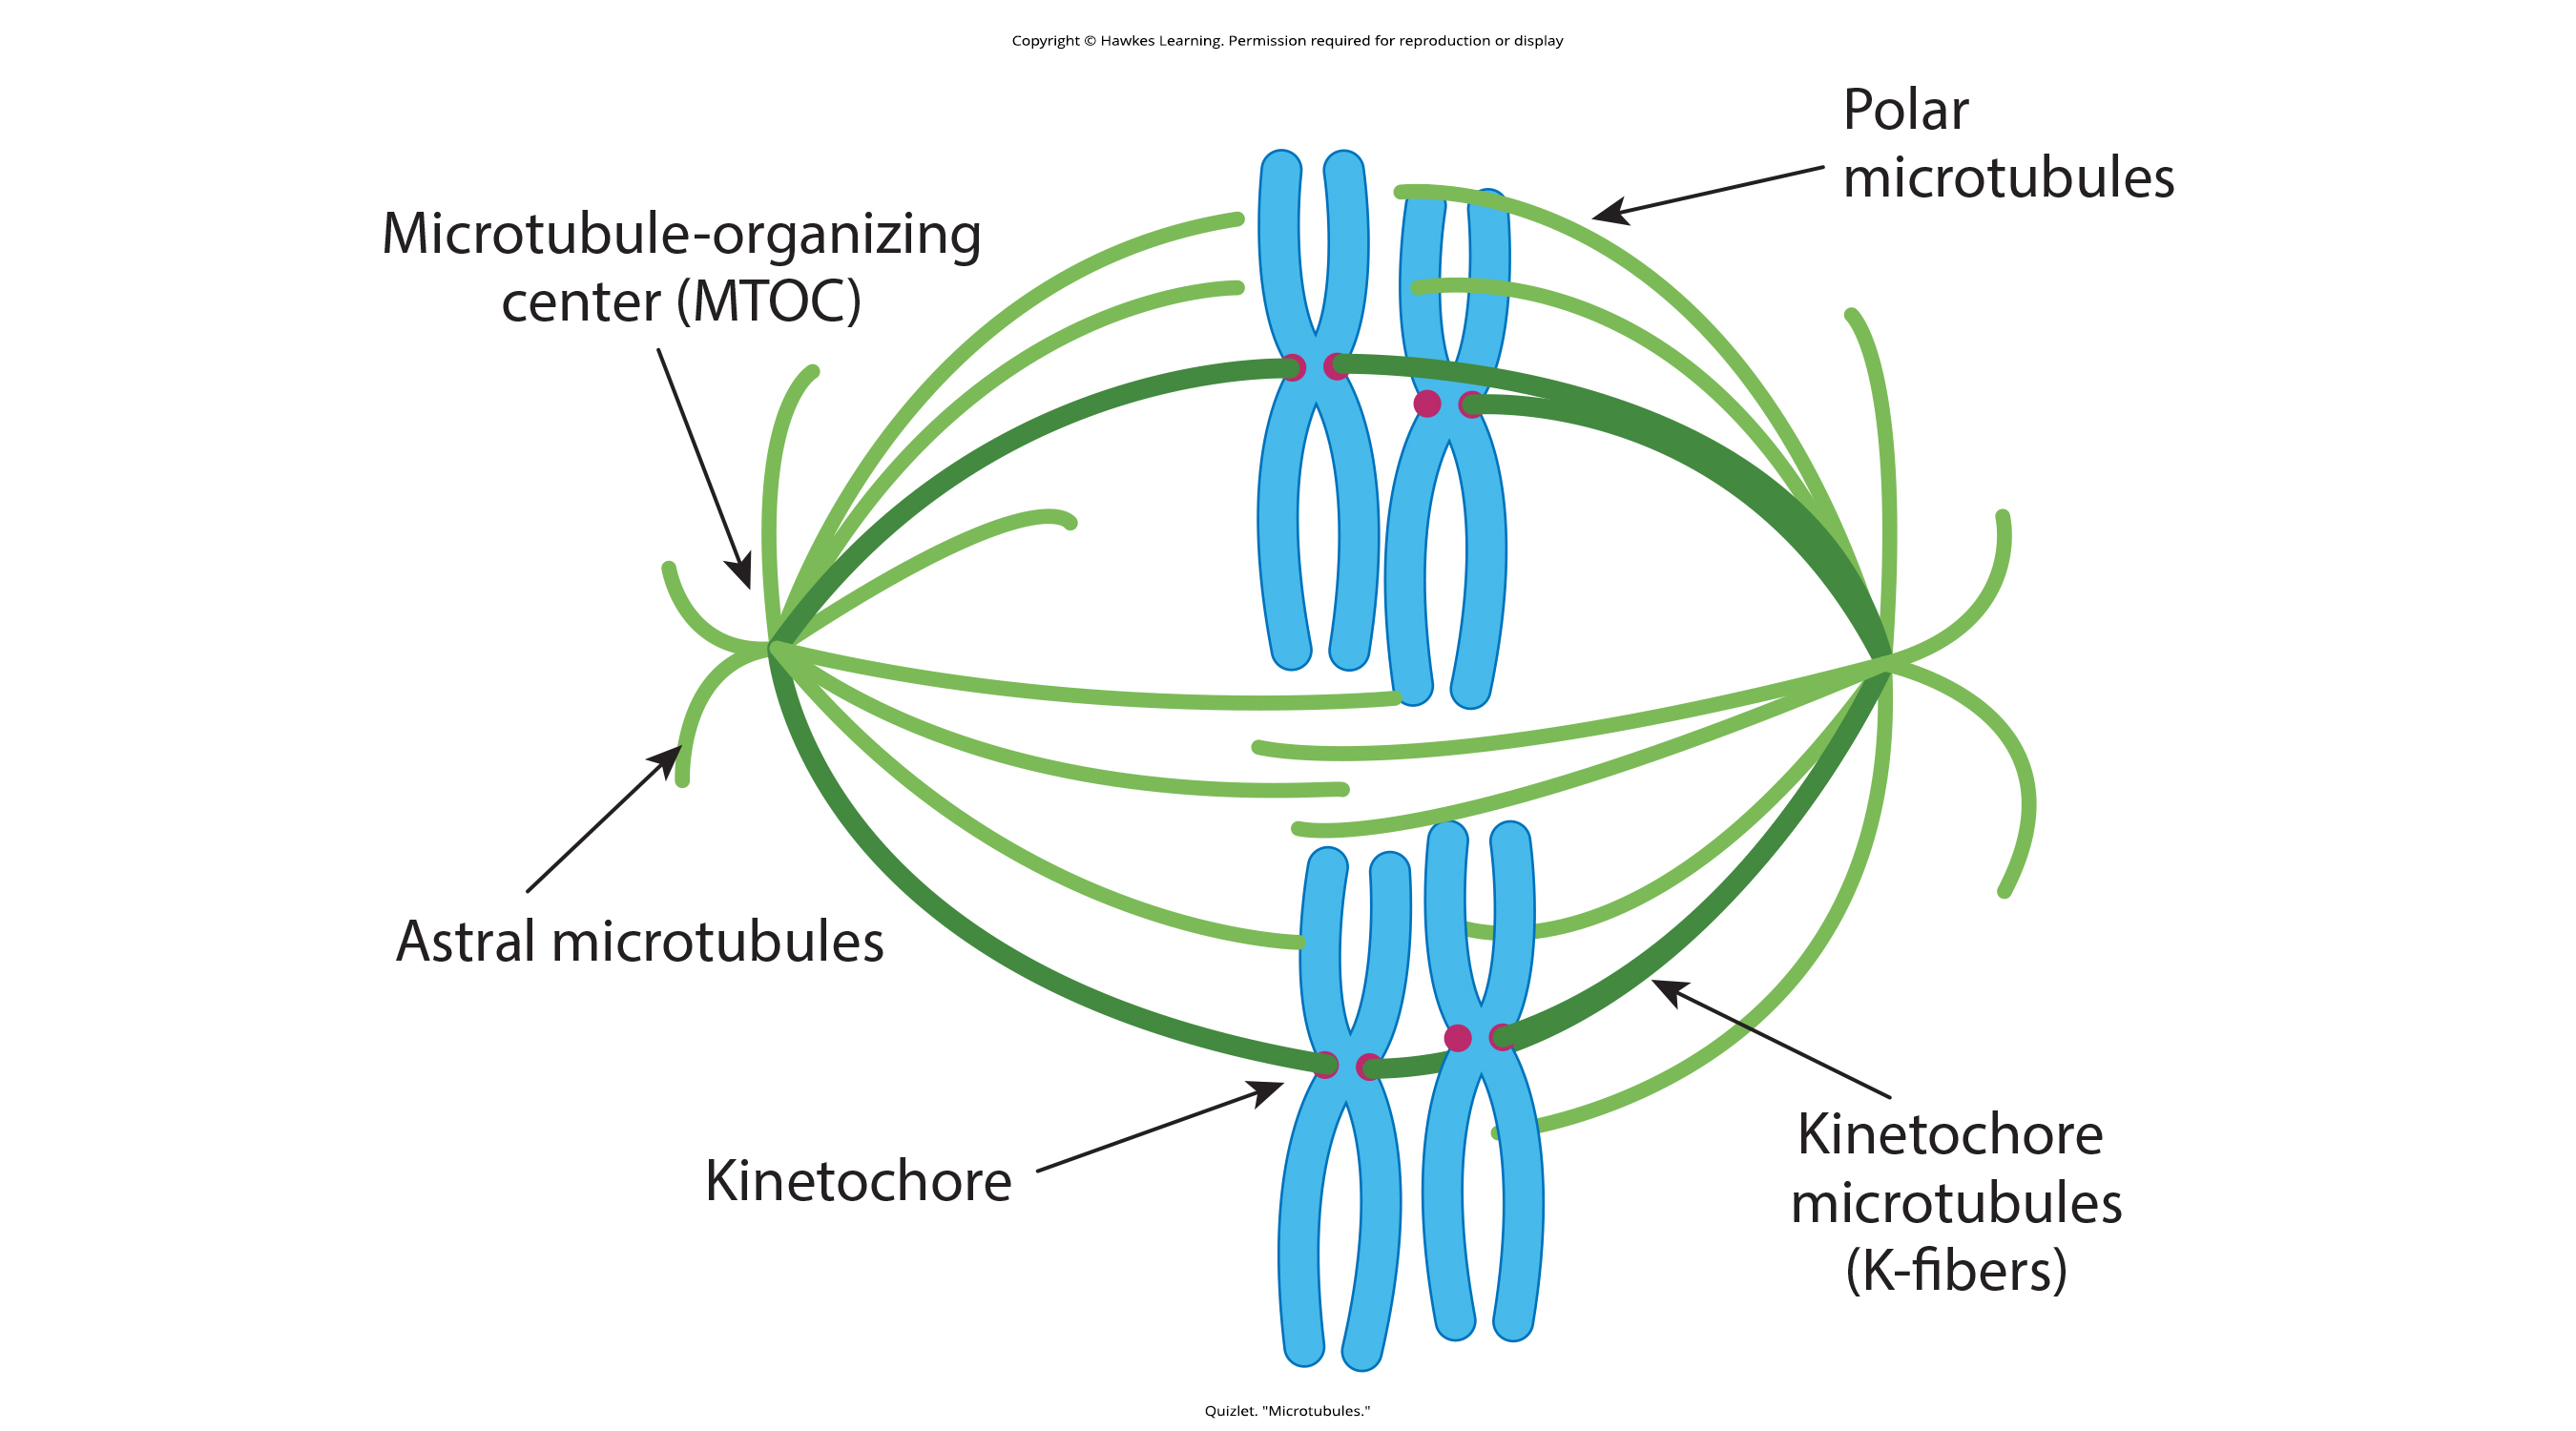 Copyright © Hawkes Learning. Permission required for reproduction or display
Polar
microtubules
Microtubule-organizing
center (MTOC)
Astral microtubules
Kinetochore
Kinetochore
microtubules
(K-fibers)
Quizlet. "Microtubules."